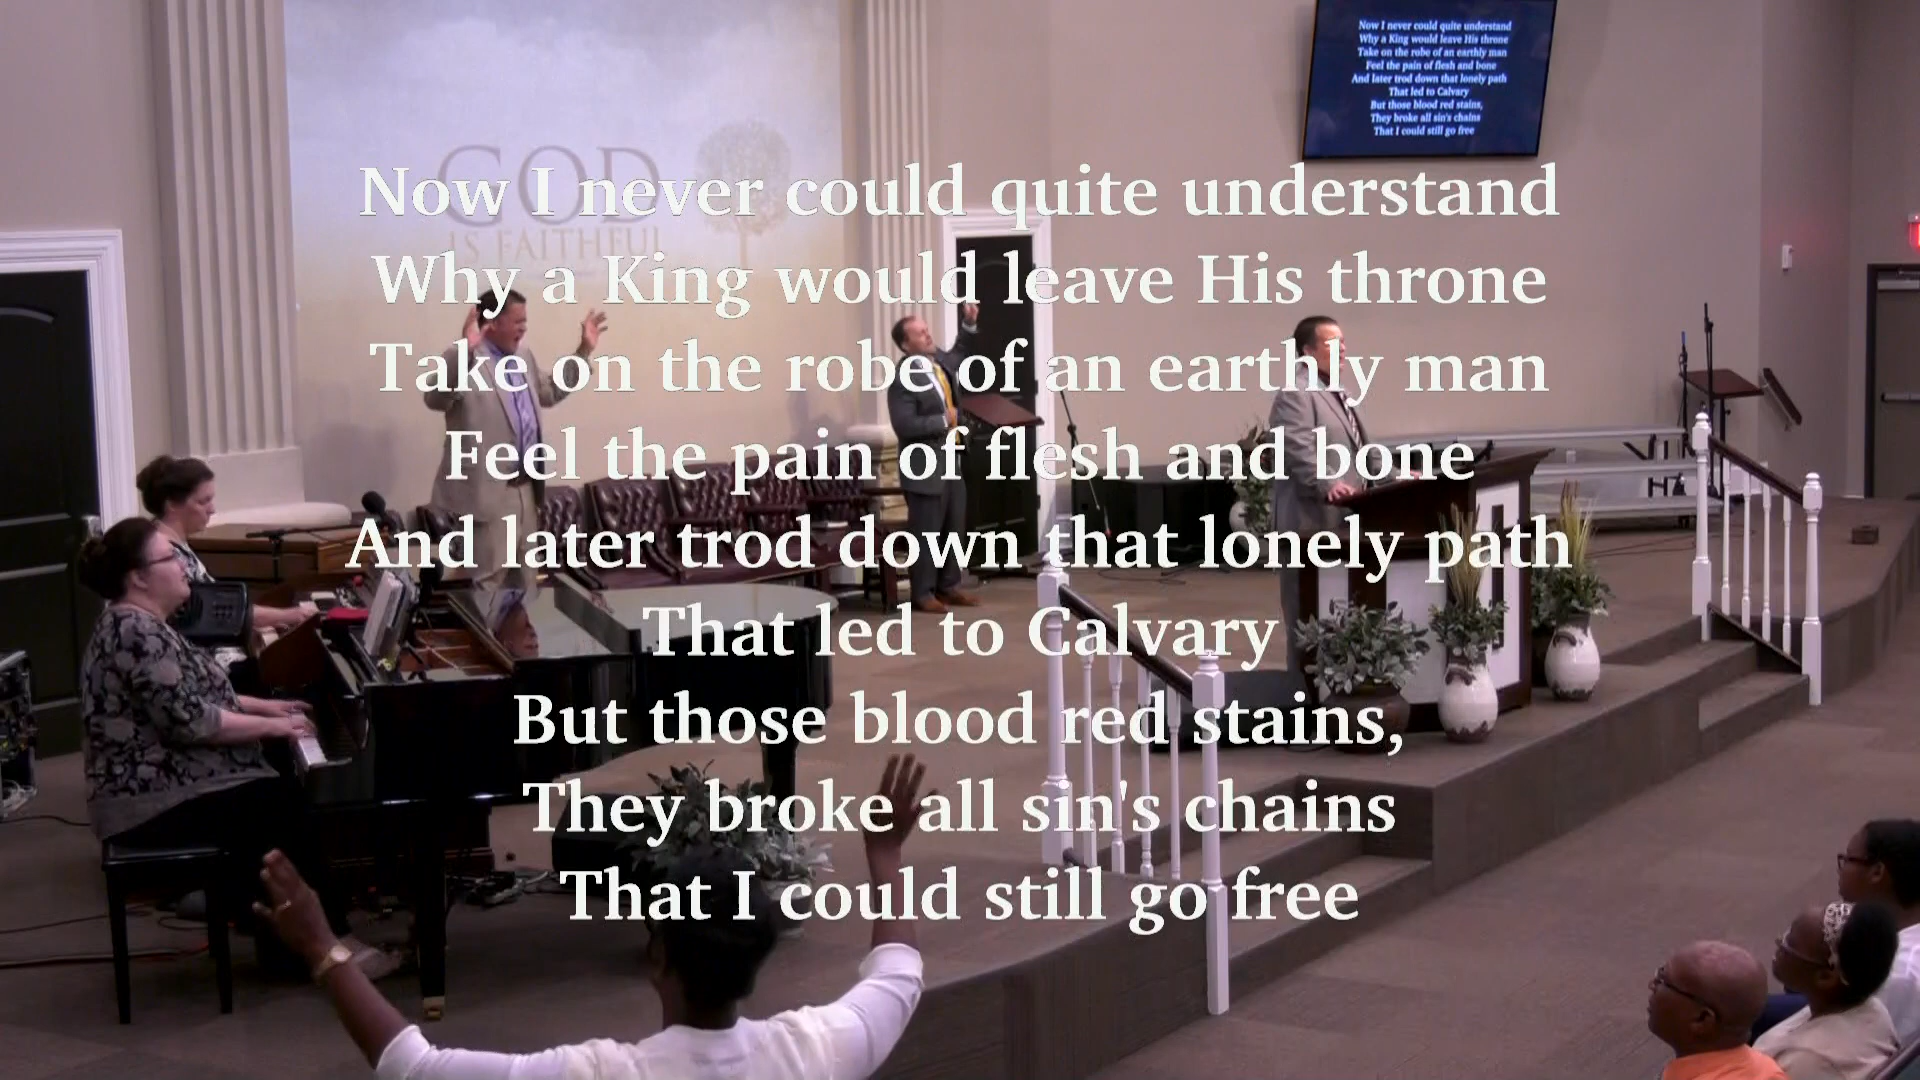 Now I never could quite understand
Why a King would leave His throne
Take on the robe of an earthly man
Feel the pain of flesh and bone
And later trod down that lonely path
That led to Calvary
But those blood red stains,
They broke all sin's chains
That I could still go free
GOD
IS FAITHFUL
Now I never could quite understand
Why a King would leave His throne
Take on the robe of an earthly man
Feel the pain of flesh and bone
And later trod down that lonely path
That led to Calvary
But those blood red stains,
They broke all sin's chains
That I could still go free